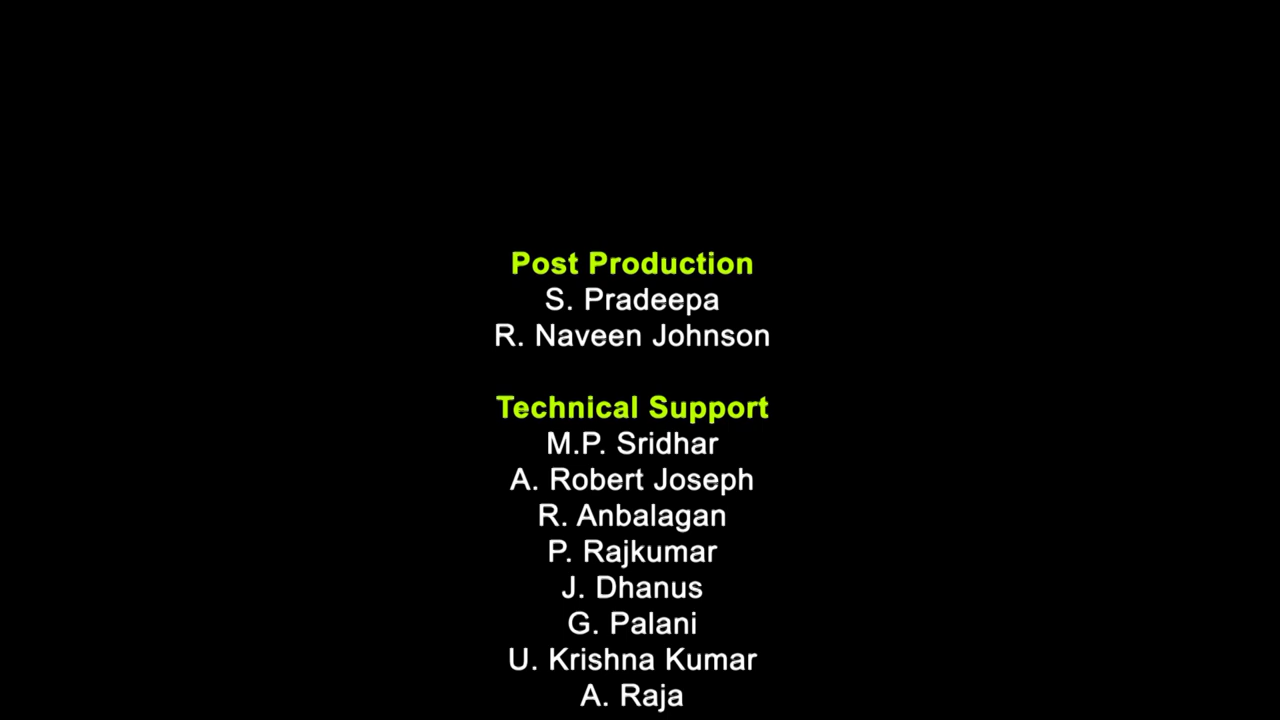 Post Production
S. Pradeepa
R. Naveen Johnson
Technical Support
M.P. Sridhar
A. Robert Joseph
R. Anbalagan
P. Rajkumar
J. Dhanus
G. Palani
U. Krishna Kumar
A. Raja